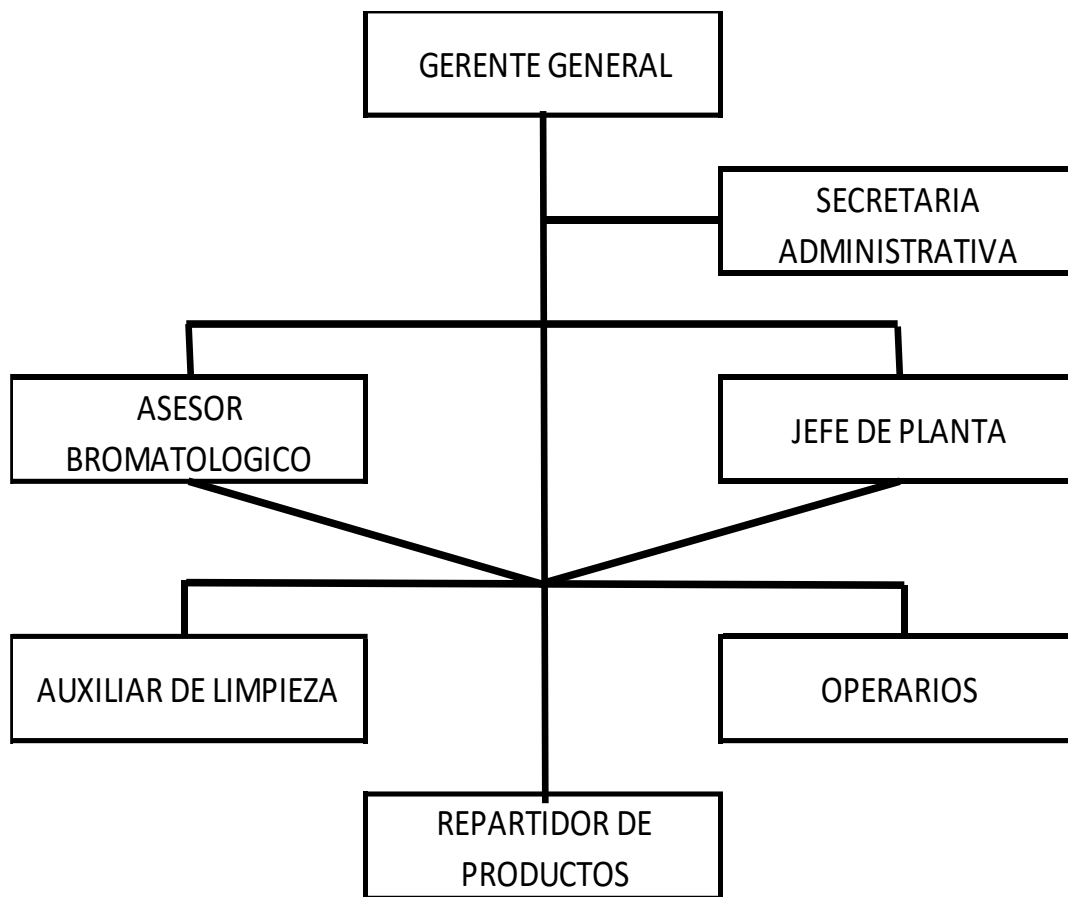 GERENTE GENERAL
SECRETARIA
ADMINISTRATIVA
ASESOR
BROMATOLOGICO
JEFE DE PLANTA
AUXILIAR DE LIMPIEZA
OPERARIOS
REPARTIDOR DE
PRODUCTOS